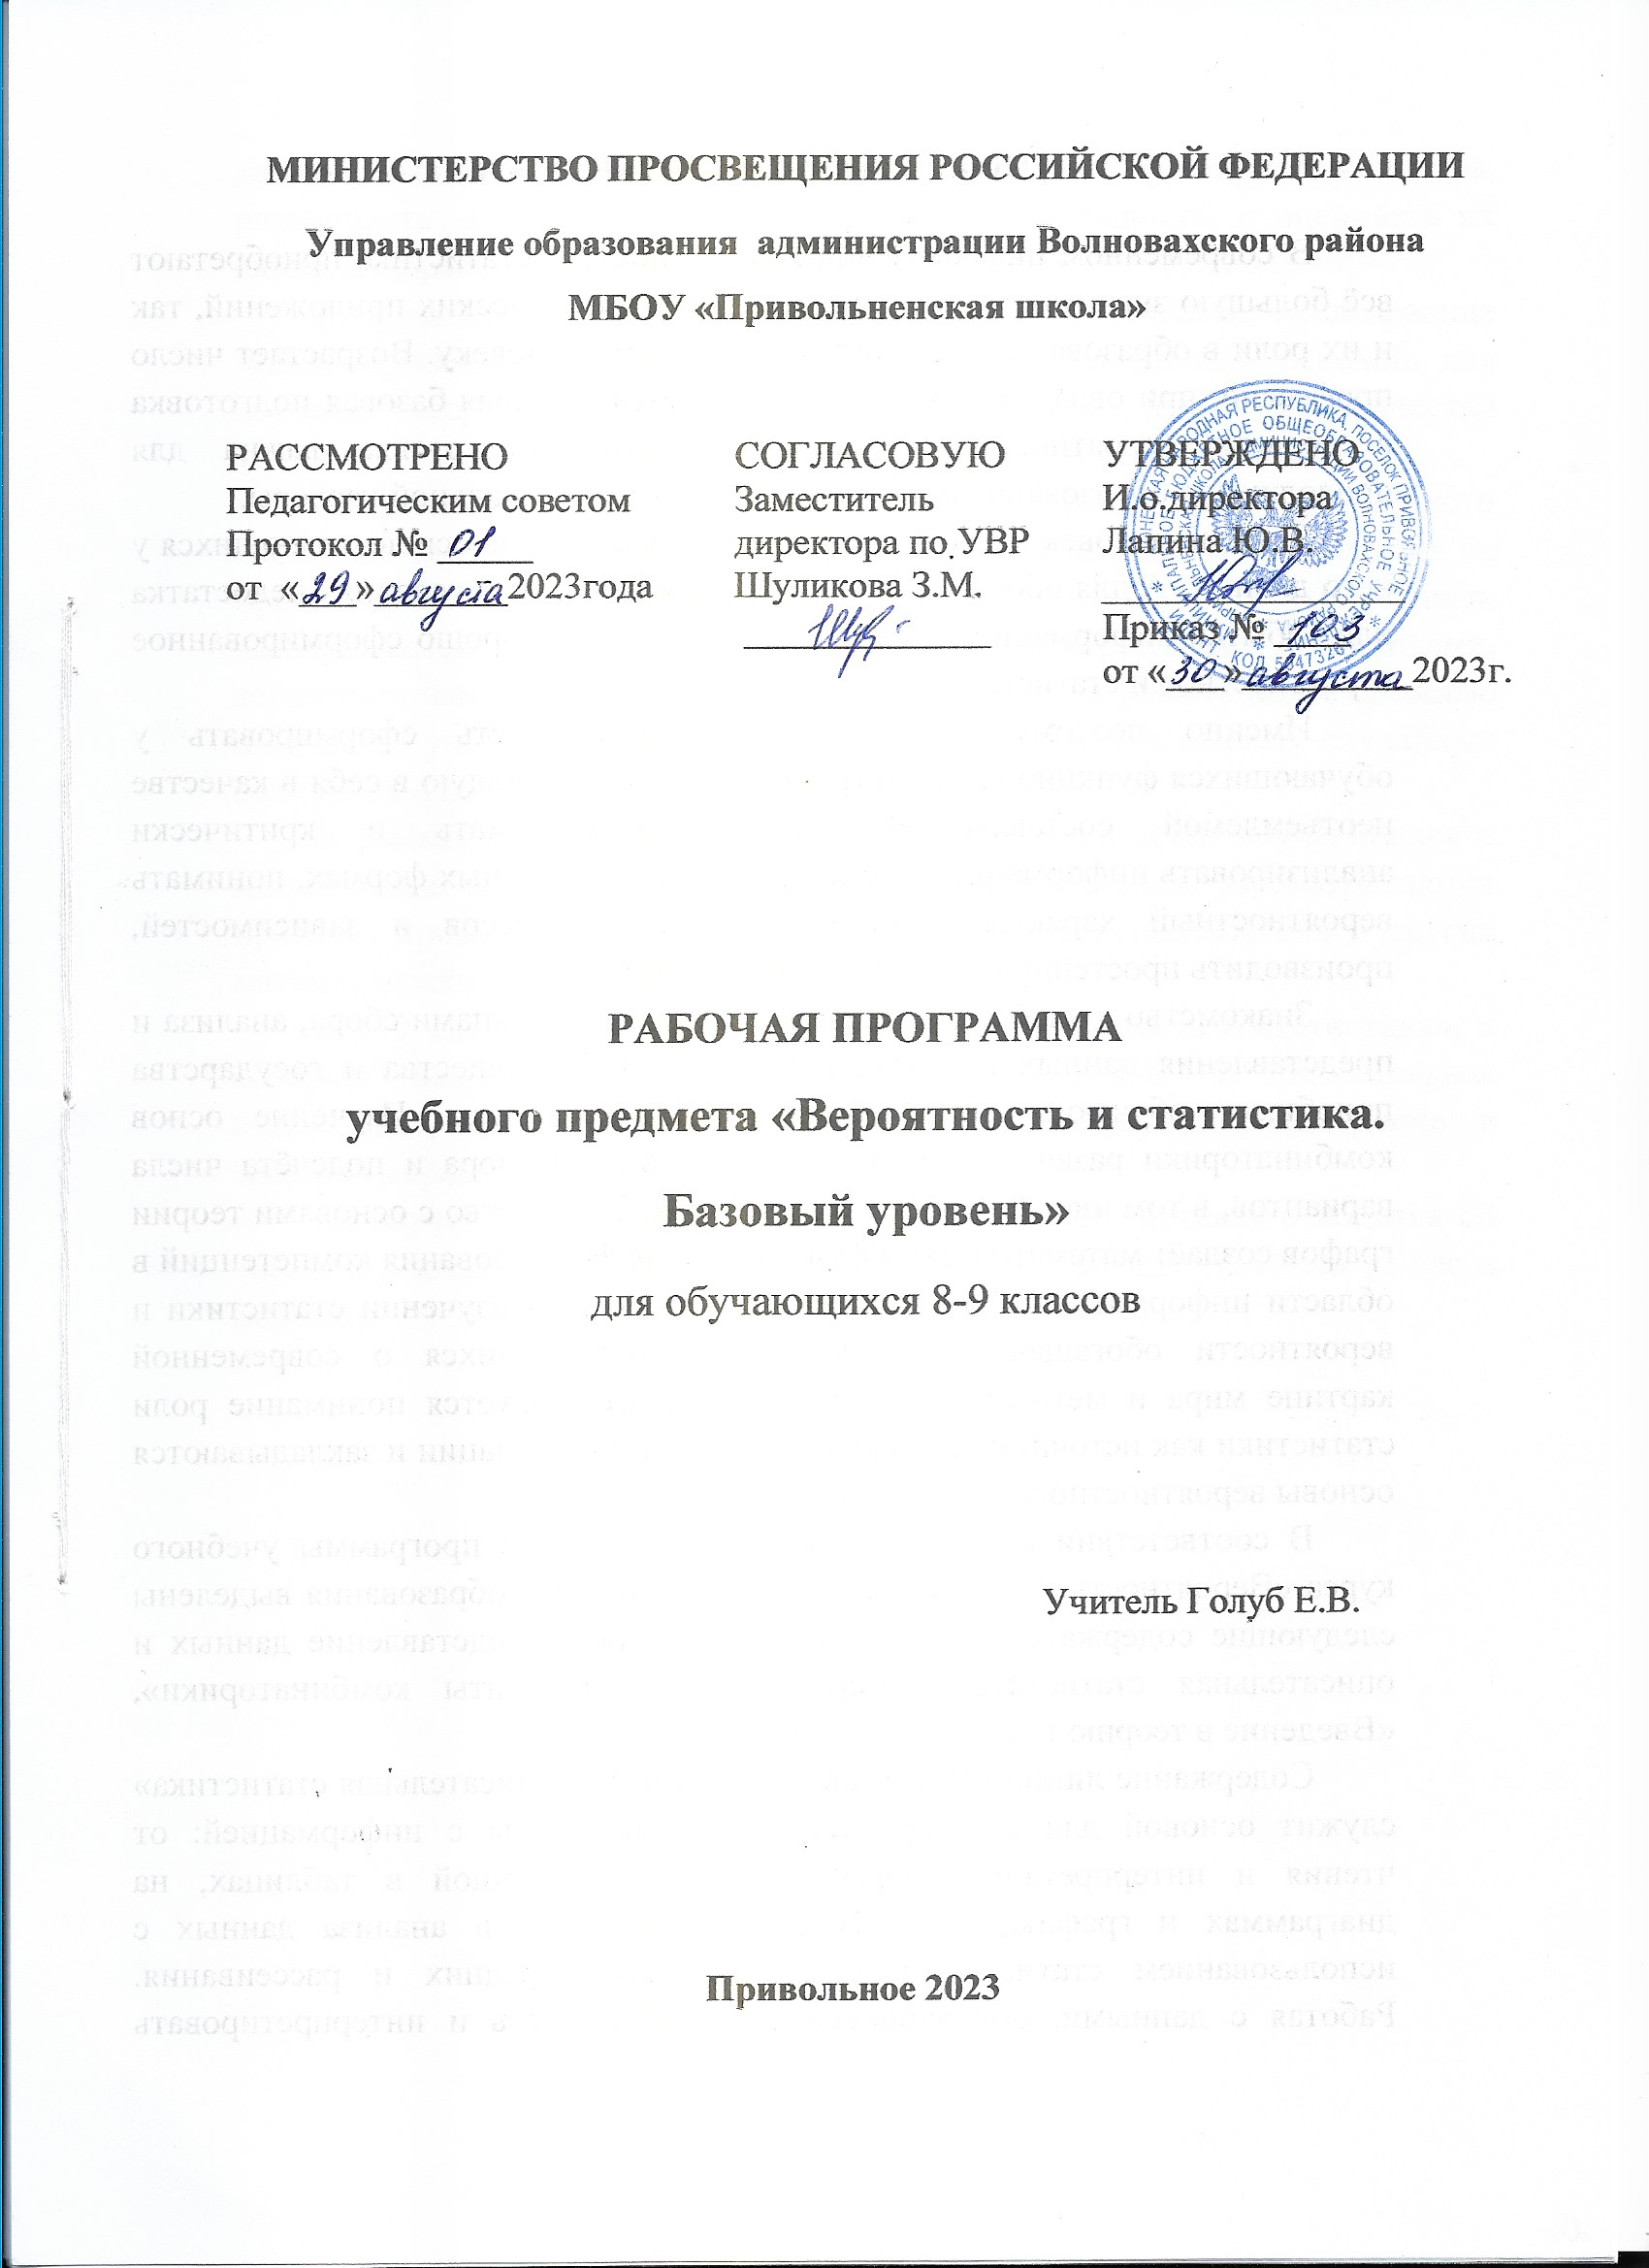 МИНИСТЕРСТВО ПРОСВЕЩЕНИЯ РОССИЙСКОЙ ФЕДЕРАЦИИ
Управление образования администрации Волновахского района
МБОУ «Привольненская школа»
РАССМОТРЕНО
Педагогическим советом
Протокол № 01
от «29» августа 2023года
СОГЛАСОВУЮ
Заместитель
директора по УВР
Шуликова З.М.
УТВЕРЖДЕНО
И.о.директора
Лапина Ю.В.
Приказ № 123
от «30» августа 2023г.
РАБОЧАЯ ПРОГРАММА
учебного предмета «Вероятность и статистика.
Базовый уровень»
для обучающихся 8-9 классов
Учитель Голуб Е.В.
Привольное 2023